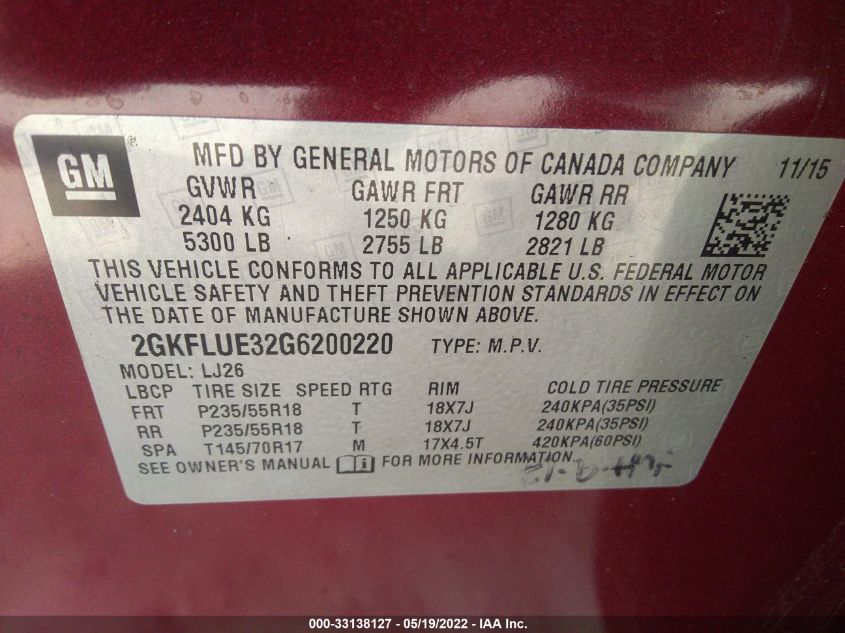 GM
MFD BY GENERAL MOTORS OF CANADA COMPANY 11/15
GVWR GAWR FRT GAWR RR
2404 KG 1250 KG 1280 KG
5300 LB 2755 LB 2821 LB
THIS VEHICLE CONFORMS TO ALL APPLICABLE U.S. FEDERAL MOTOR
VEHICLE SAFETY AND THEFT PREVENTION STANDARDS IN EFFECT ON
THE DATE OF MANUFACTURE SHOWN ABOVE.
2GKFLUE32G6200220 TYPE: M.P.V.
MODEL: LJ26
LBCP TIRE SIZE SPEED RTG RIM COLD TIRE PRESSURE
FRT P235/55R18 T 18X7J 240KPA(35PSI)
RR P235/55R18 T 18X7J 240KPA(35PSI)
SPA T145/70R17 M 17X4.5T 420KPA(60PSI)
SEE OWNER'S MANUAL FOR MORE INFORMATION.
000-33138127 - 05/19/2022 - IAA Inc.